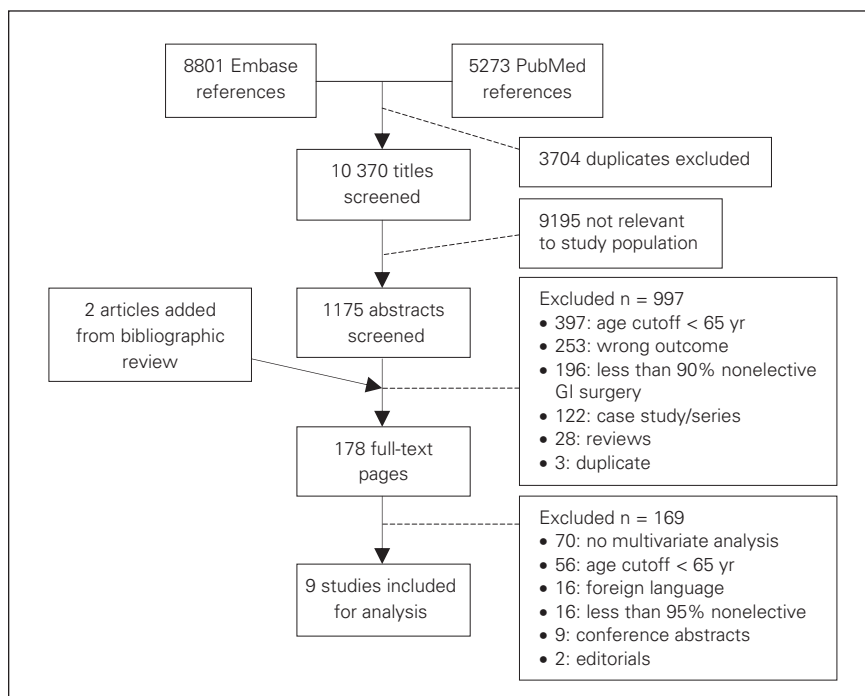 8801 Embase
references
5273 PubMed
references
3704 duplicates excluded
10 370 titles
screened
9195 not relevant
to study population
1175 abstracts
screened
2 articles added
from bibliographic
review
Excluded n = 997
• 397: age cutoff < 65 yr
• 253: wrong outcome
• 196: less than 90% nonelective
GI surgery
• 122: case study/series
• 28: reviews
• 3: duplicate
178 full-text
pages
Excluded n = 169
• 70: no multivariate analysis
• 56: age cutoff < 65 yr
• 16: foreign language
• 16: less than 95% nonelective
• 9: conference abstracts
• 2: editorials
9 studies included
for analysis